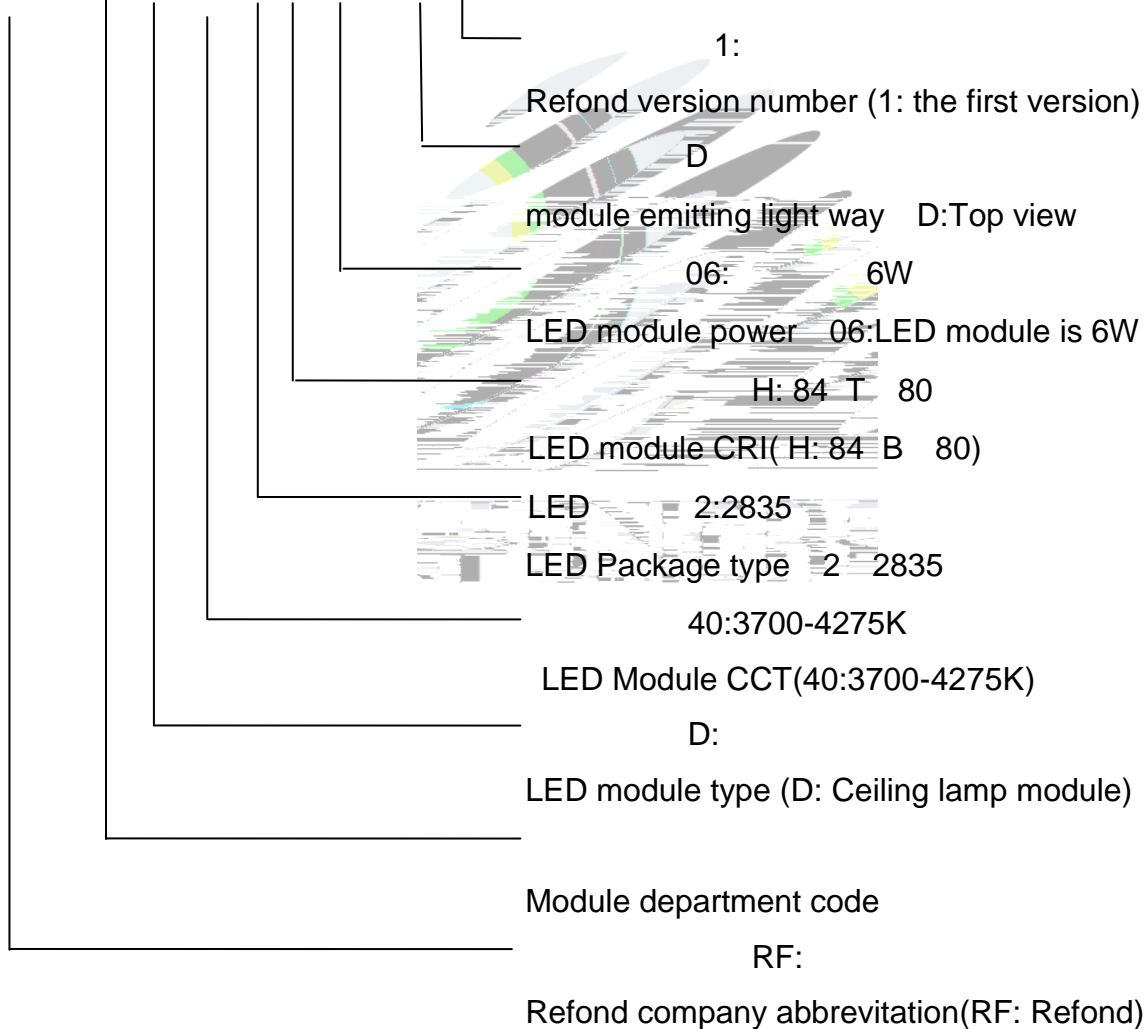 1:
Refond version number (1: the first version)
D
module emitting light way D:Top view
06: 6W
LED module power 06:LED module is 6W
H: 84 T 80
LED module CRI( H: 84 B 80)
LED 2:2835
LED Package type 2 2835
40:3700-4275K
LED Module CCT(40:3700-4275K)
D:
LED module type (D: Ceiling lamp module)
Module department code
RF:
Refond company abbrevitation(RF: Refond)